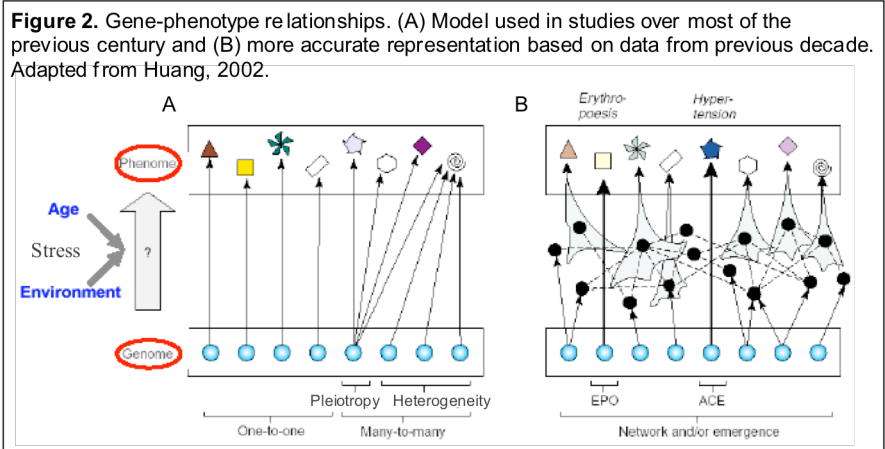 Figure 2. Gene-phenotype relationships. (A) Model used in studies over most of the
previous century and (B) more accurate representation based on data from previous decade.
Adapted from Huang, 2002.
A
B
Erythro-
poesis
Hyper-
tension
Phenome
Age
Stress
?
Environment
Genome
Pleiotropy
Heterogeneity
EPO
ACE
One-to-one
Many-to-many
Network and/or emergence